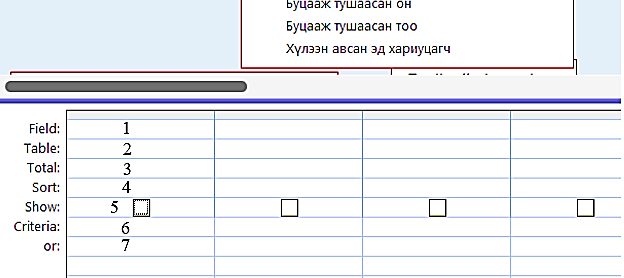 Буцааж тушаасан он
Буцааж тушаасан тоо
Хүлээн авсан эд хариуцагч
Field: 1
Table: 2
Total: 3
Sort: 4
Show: 5
Criteria: 6
or: 7